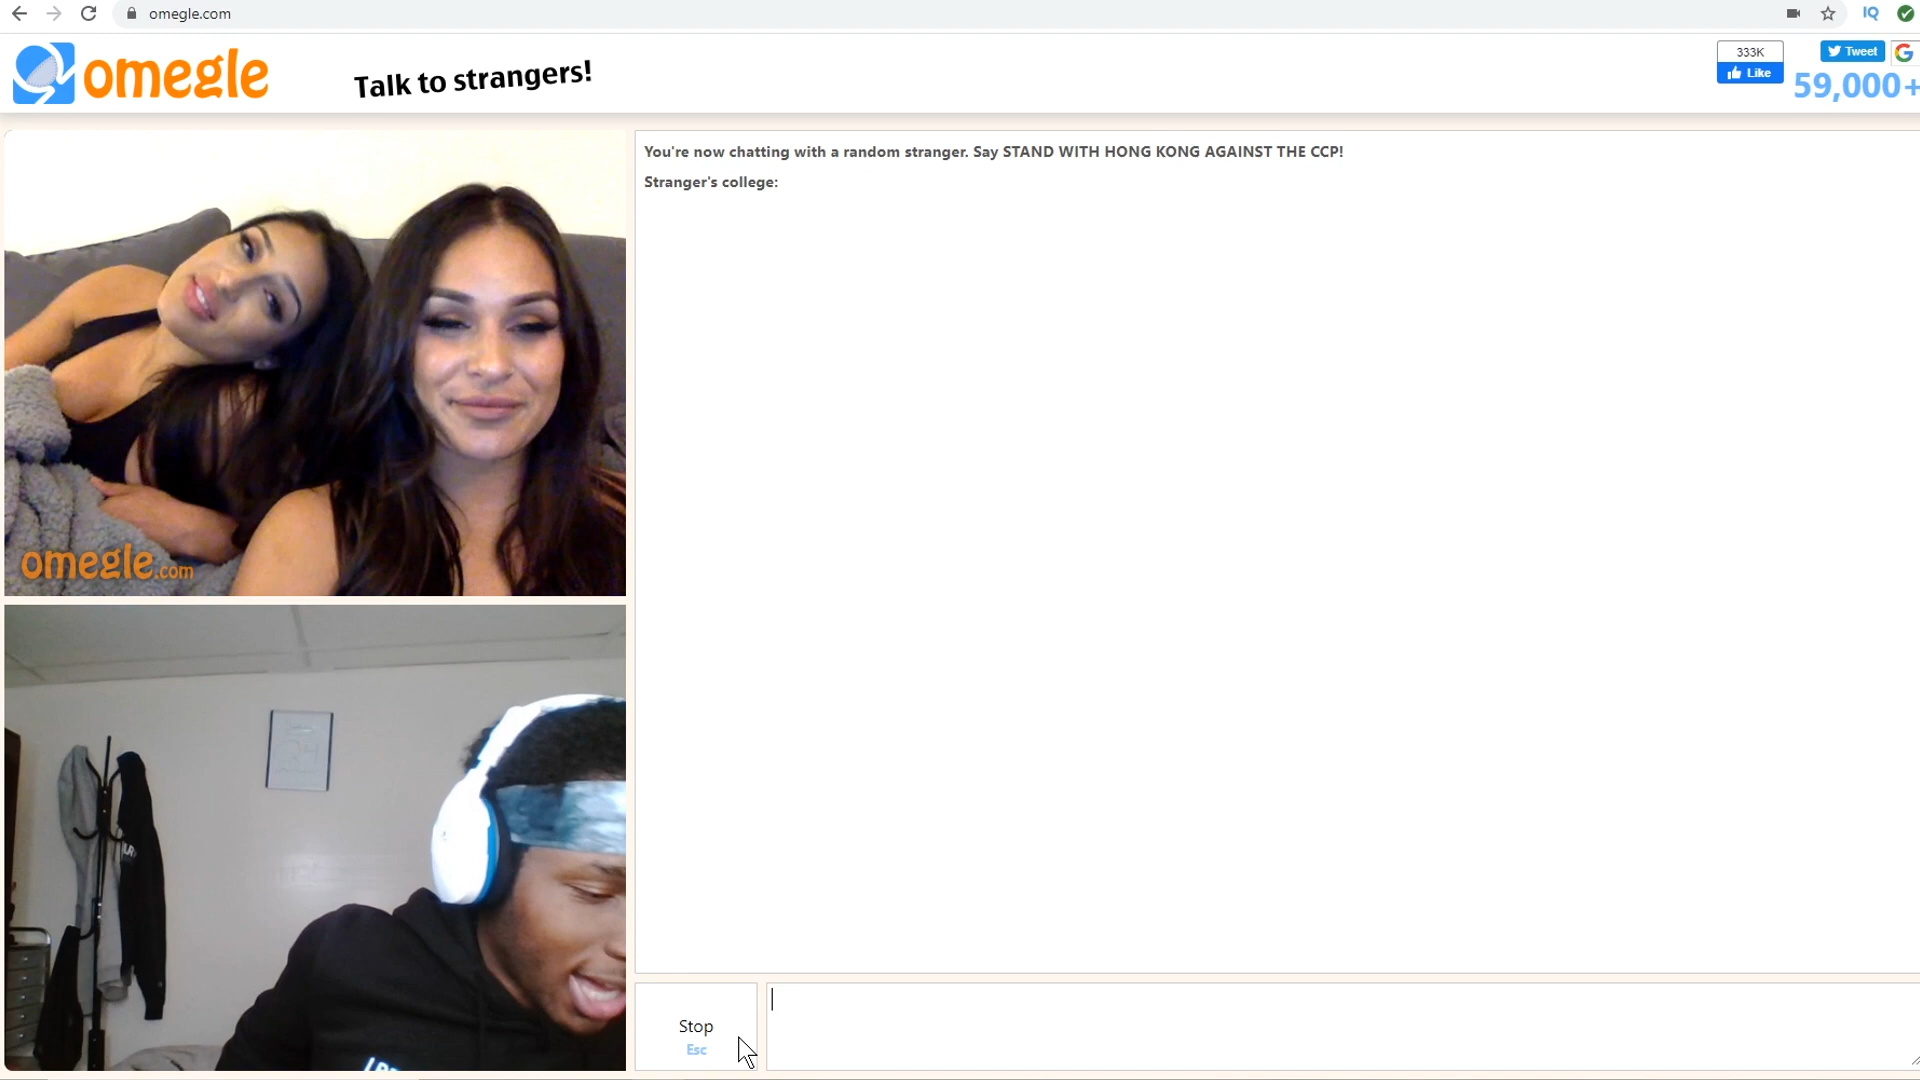 omegle.com
IQ
omegle
Talk to strangers!
333K
Like
Tweet
59,000+
You're now chatting with a random stranger. Say STAND WITH HONG KONG AGAINST THE CCP!
Stranger's college:
omegle.com
Stop
Esc